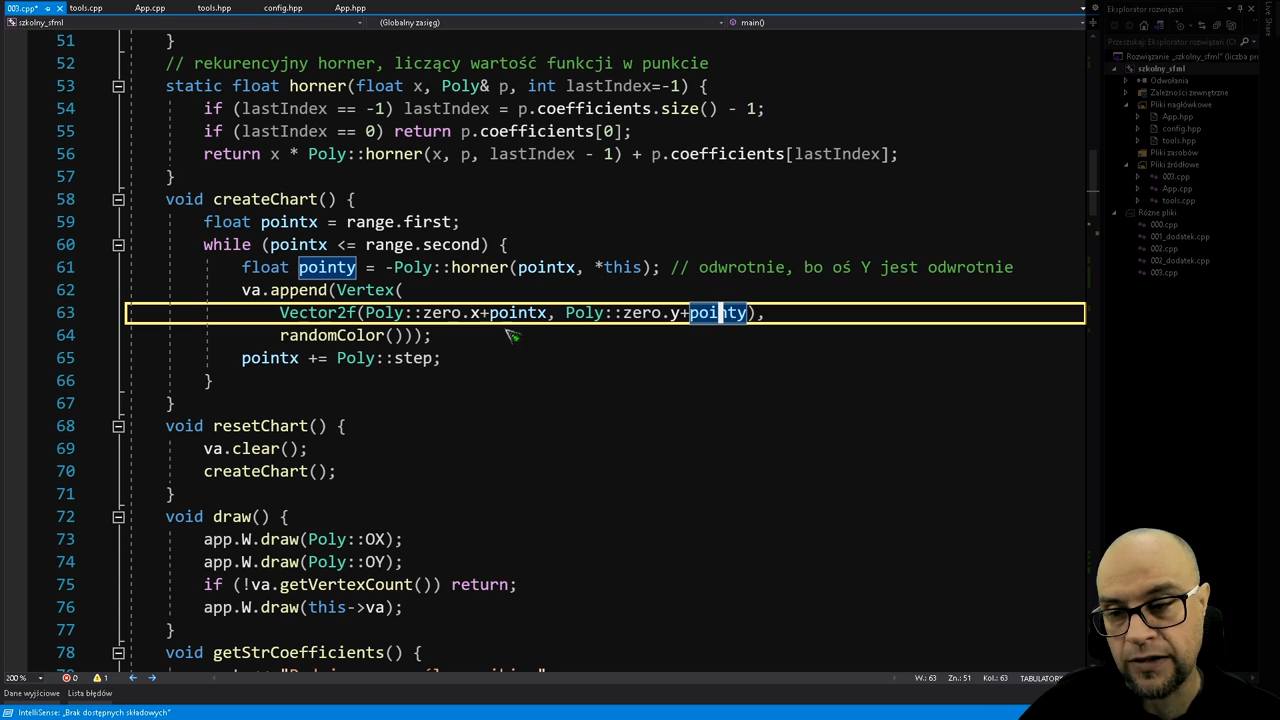 003.cpp* tools.cpp App.cpp tools.hpp config.hpp App.hpp
szkolny_sfml (Globalny zasięg) main()
51 }
52 // rekurencyjny horner, liczący wartość funkcji w punkcie
53 static float horner(float x, Poly& p, int lastIndex=-1) {
54 if (lastIndex == -1) lastIndex = p.coefficients.size() - 1;
55 if (lastIndex == 0) return p.coefficients[0];
56 return x * Poly::horner(x, p, lastIndex - 1) + p.coefficients[lastIndex];
57 }
58 void createChart() {
59 float pointx = range.first;
60 while (pointx <= range.second) {
61 float pointy = -Poly::horner(pointx, *this); // odwrotnie, bo oś Y jest odwrotnie
62 va.append(Vertex(
63 Vector2f(Poly::zero.x+pointx, Poly::zero.y+pointy),
64 randomColor()));
65 pointx += Poly::step;
66 }
67 }
68 void resetChart() {
69 va.clear();
70 createChart();
71 }
72 void draw() {
73 app.W.draw(Poly::OX);
74 app.W.draw(Poly::OY);
75 if (!va.getVertexCount()) return;
76 app.W.draw(this->va);
77 }
78 void getStrCoefficients() {
200 % 0 1 W.: 63 Zn.: 51 Kol.: 63 TABULATORY
Dane wyjściowe Lista błędów
IntelliSense: „Brak dostępnych składowych”
Eksplorator rozwiązań
Przeszukaj: Eksplorator rozwiązań (Ctrl
Rozwiązanie „szkolny_sfml” (liczba pro
szkolny_sfml
Odwołania
Zależności zewnętrzne
Pliki nagłówkowe
App.hpp
config.hpp
tools.hpp
Pliki zasobów
Pliki źródłowe
003.cpp
App.cpp
tools.cpp
Różne pliki
000.cpp
001_dodatek.cpp
002.cpp
002_dodatek.cpp
003.cpp
Live Share